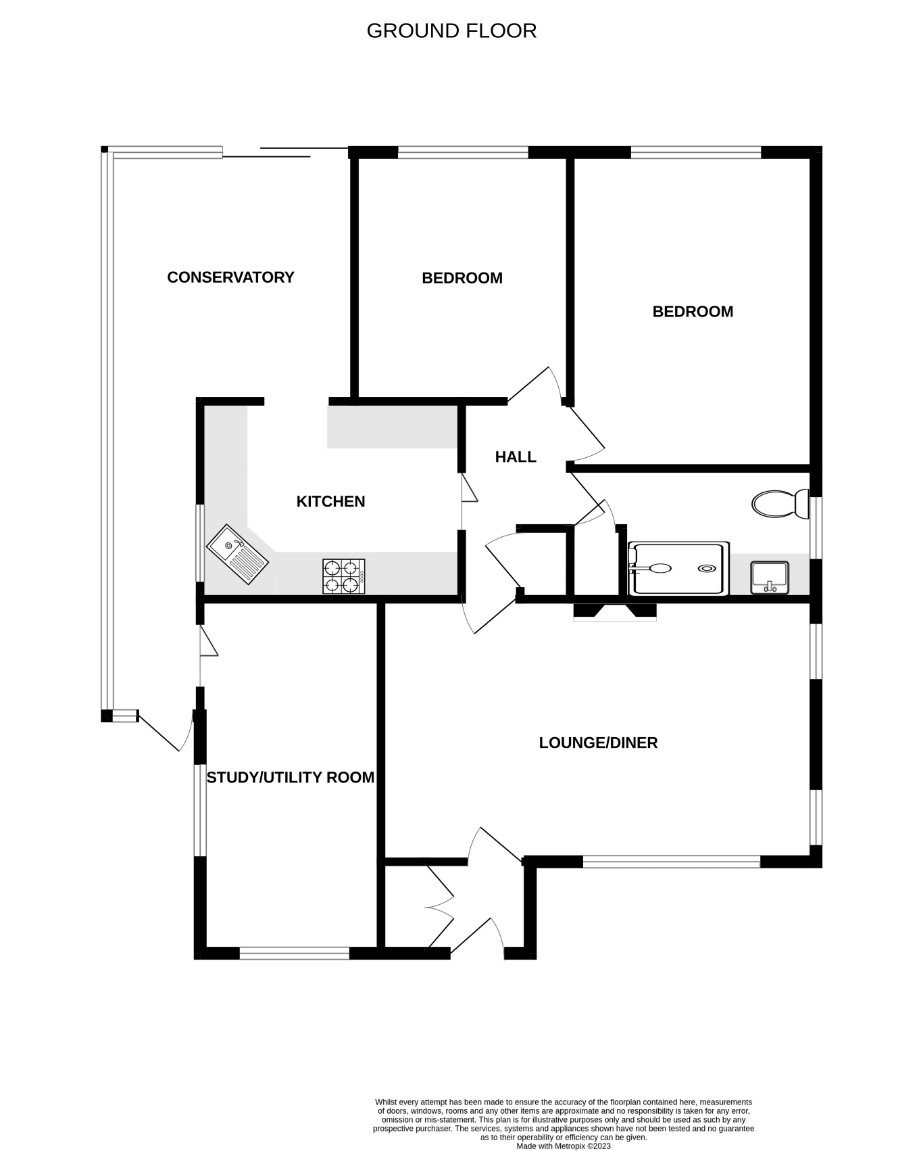 GROUND FLOOR
CONSERVATORY
BEDROOM
BEDROOM
HALL
KITCHEN
LOUNGE/DINER
STUDY/UTILITY ROOM
Whilst every attempt has been made to ensure the accuracy of the floorplan contained here, measurements
of doors, windows, rooms and any other items are approximate and no responsibility is taken for any error,
omission or mis-statement. This plan is for illustrative purposes only and should be used as such by any
prospective purchaser. The services, systems and appliances shown have not been tested and no guarantee
as to their operability or efficiency can be given.
Made with Metropix ©2023